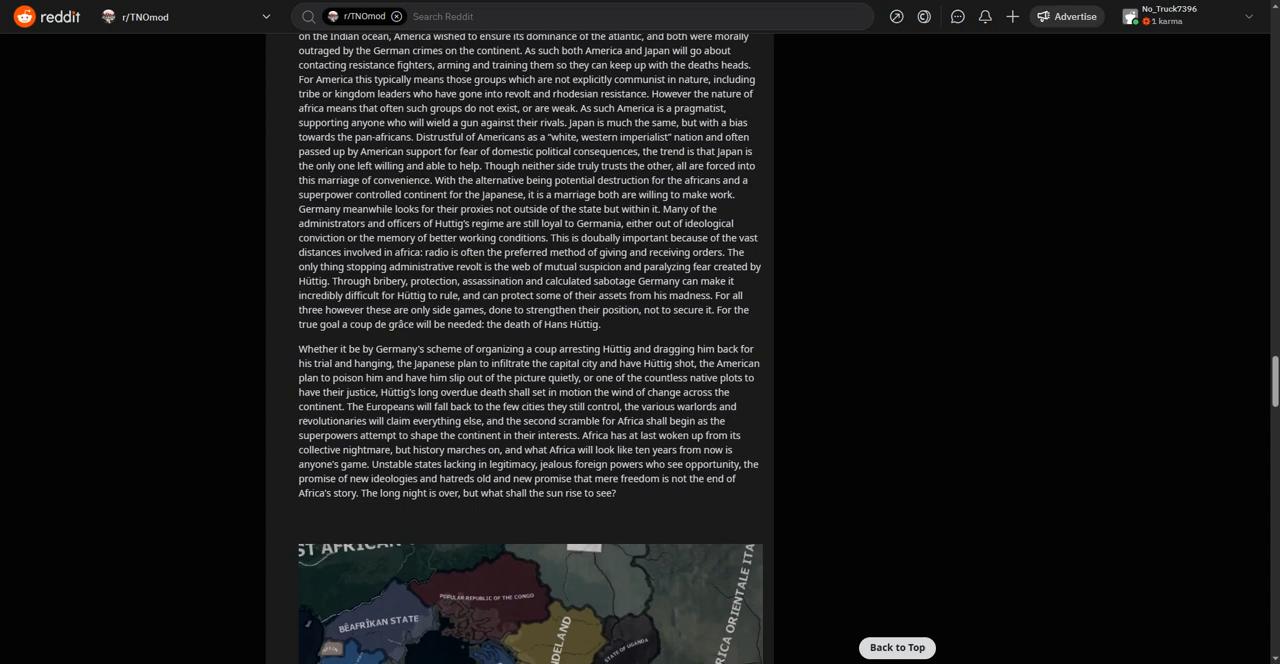 reddit
r/TNOmod
r/TNOmod
Search Reddit
Advertise
No_Truck7396
1 karma
on the Indian ocean, America wished to ensure its dominance of the atlantic, and both were morally
outraged by the German crimes on the continent. As such both America and Japan will go about
contacting resistance fighters, arming and training them so they can keep up with the deaths heads.
For America this typically means those groups which are not explicitly communist in nature, including
tribe or kingdom leaders who have gone into revolt and rhodesian resistance. However the nature of
africa means that often such groups do not exist, or are weak. As such America is a pragmatist,
supporting anyone who will wield a gun against their rivals. Japan is much the same, but with a bias
towards the pan-africans. Distrustful of Americans as a “white, western imperialist” nation and often
passed up by American support for fear of domestic political consequences, the trend is that Japan is
the only one left willing and able to help. Though neither side truly trusts the other, all are forced into
this marriage of convenience. With the alternative being potential destruction for the africans and a
superpower controlled continent for the Japanese, it is a marriage both are willing to make work.
Germany meanwhile looks for their proxies not outside of the state but within it. Many of the
administrators and officers of Huttig’s regime are still loyal to Germania, either out of ideological
conviction or the memory of better working conditions. This is doubally important because of the vast
distances involved in africa: radio is often the preferred method of giving and receiving orders. The
only thing stopping administrative revolt is the web of mutual suspicion and paralyzing fear created by
Hüttig. Through bribery, protection, assassination and calculated sabotage Germany can make it
incredibly difficult for Hüttig to rule, and can protect some of their assets from his madness. For all
three however these are only side games, done to strengthen their position, not to secure it. For the
true goal a coup de grâce will be needed: the death of Hans Hüttig.
Whether it be by Germany's scheme of organizing a coup arresting Hüttig and dragging him back for
his trial and hanging, the Japanese plan to infiltrate the capital city and have Hüttig shot, the American
plan to poison him and have him slip out of the picture quietly, or one of the countless native plots to
have their justice, Hüttig's long overdue death shall set in motion the wind of change across the
continent. The Europeans will fall back to the few cities they still control, the various warlords and
revolutionaries will claim everything else, and the second scramble for Africa shall begin as the
superpowers attempt to shape the continent in their interests. Africa has at last woken up from its
collective nightmare, but history marches on, and what Africa will look like ten years from now is
anyone's game. Unstable states lacking in legitimacy, jealous foreign powers who see opportunity, the
promise of new ideologies and hatreds old and new promise that mere freedom is not the end of
Africa's story. The long night is over, but what shall the sun rise to see?
ST AFRICAN
POPULAR REPUBLIC OF THE CONGO
BÊAFRÎKAN STATE
STATE OF UGANDA
RICA ORIENTALE ITA
Back to Top